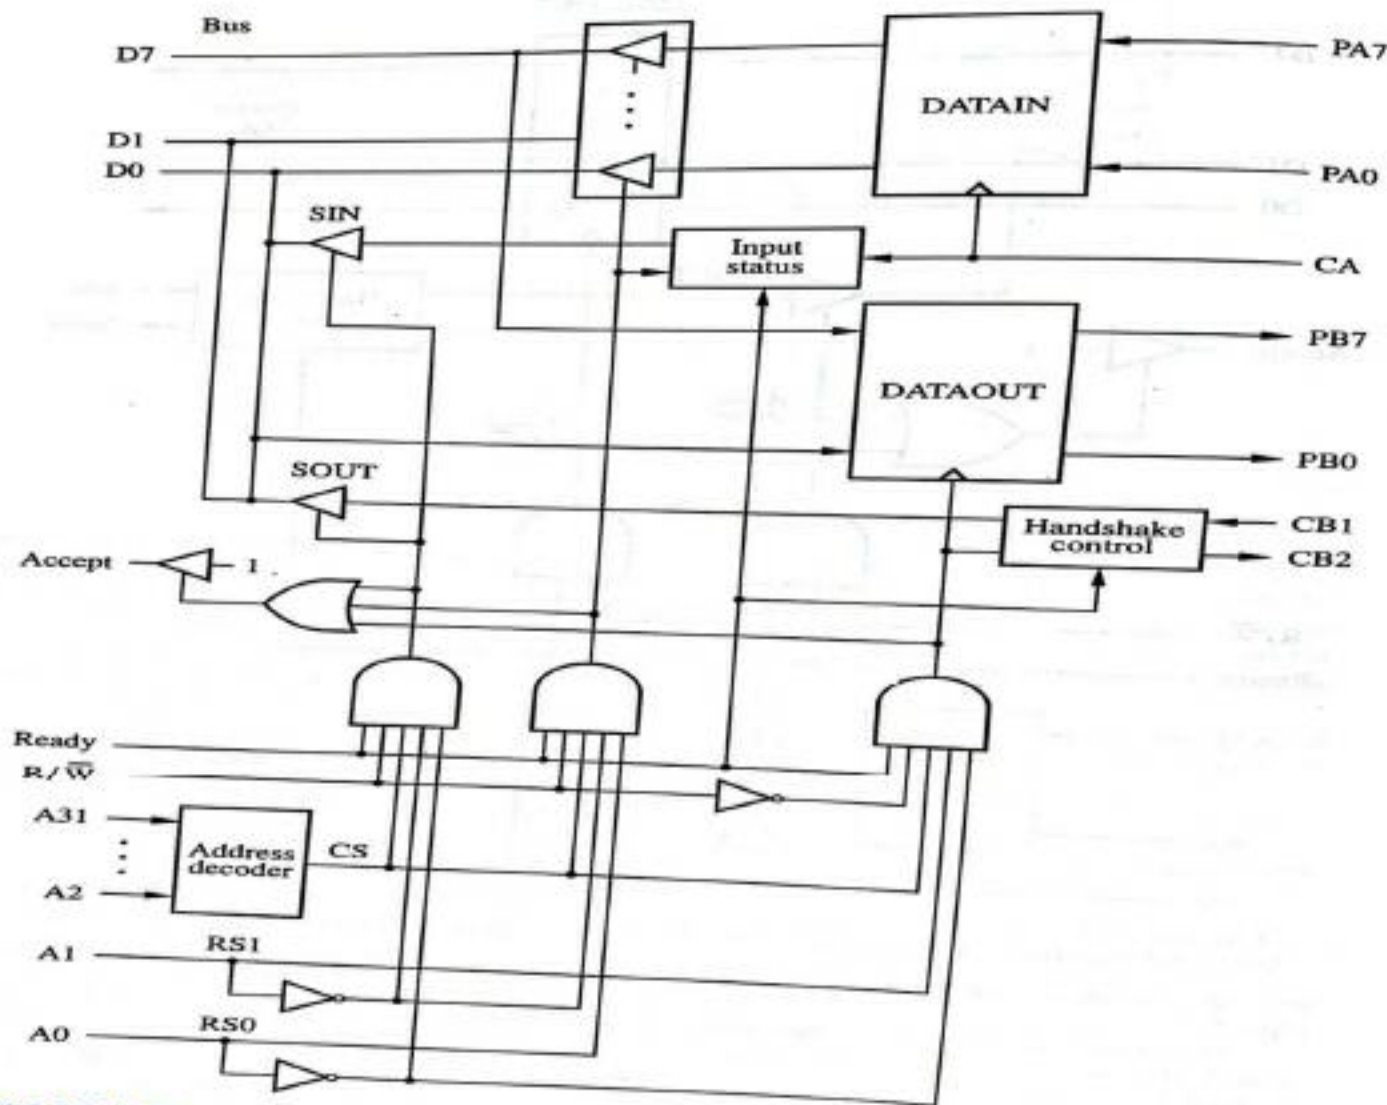 Bus
D7
PA7
DATAIN
D1
D0
PA0
SIN
Input
status
CA
PB7
DATAOUT
SOUT
PB0
Handshake
control
CB1
CB2
Accept
1
Ready
R/W̅
A31
Address
decoder
CS
A2
RS1
A1
RS0
A0